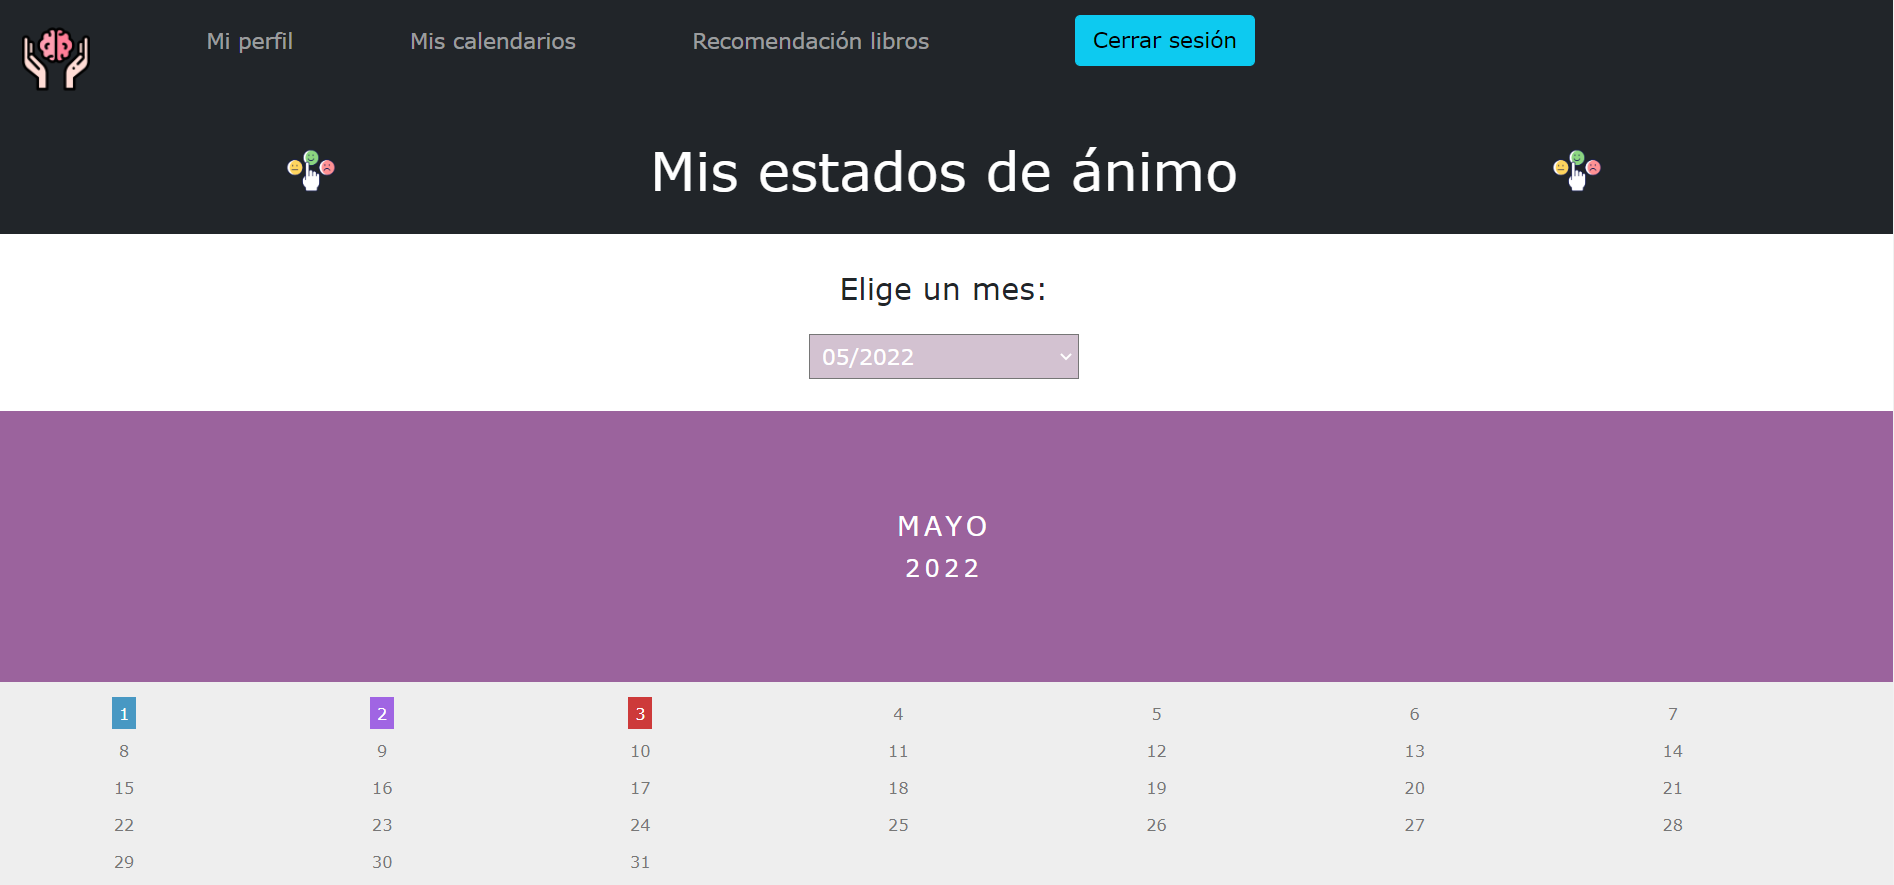 Mi perfil Mis calendarios Recomendación libros Cerrar sesión
Mis estados de ánimo
Elige un mes:
05/2022
MAYO
2022
1 2 3 4 5 6 7
8 9 10 11 12 13 14
15 16 17 18 19 20 21
22 23 24 25 26 27 28
29 30 31